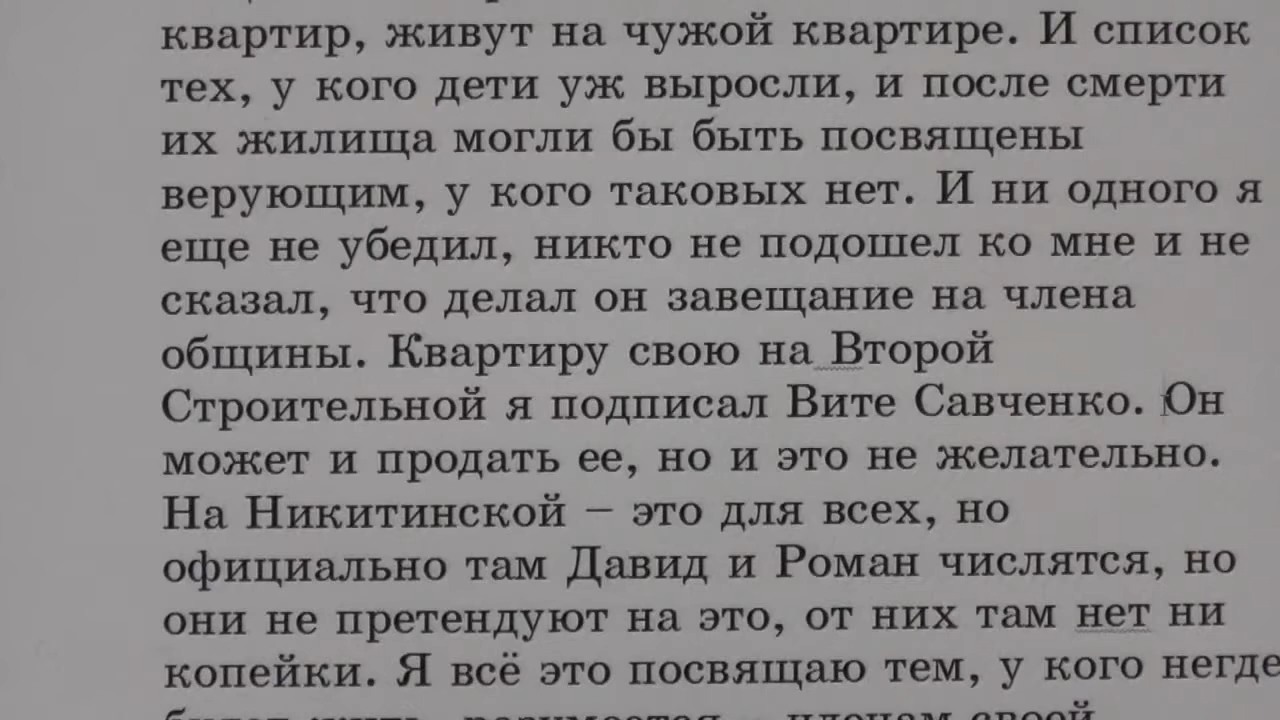 квартир, живут на чужой квартире. И список
тех, у кого дети уж выросли, и после смерти
их жилища могли бы быть посвящены
верующим, у кого таковых нет. И ни одного я
еще не убедил, никто не подошел ко мне и не
сказал, что делал он завещание на члена
общины. Квартиру свою на Второй
Строительной я подписал Вите Савченко. Он
может и продать ее, но и это не желательно.
На Никитинской – это для всех, но
официально там Давид и Роман числятся, но
они не претендуют на это, от них там нет ни
копейки. Я всё это посвящаю тем, у кого негде